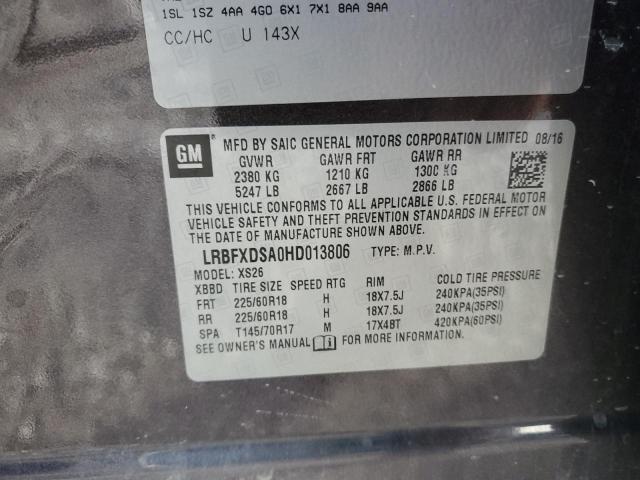 1SL 1SZ 4AA 4G0 6X1 7X1 8AA 9AA
CC/HC U 143X
GM
MFD BY SAIC GENERAL MOTORS CORPORATION LIMITED 08/16
GVWR GAWR FRT GAWR RR
2380 KG 1210 KG 1300 KG
5247 LB 2667 LB 2866 LB
THIS VEHICLE CONFORMS TO ALL APPLICABLE U.S. FEDERAL MOTOR
VEHICLE SAFETY AND THEFT PREVENTION STANDARDS IN EFFECT ON
THE DATE OF MANUFACTURE SHOWN ABOVE.
LRBFXDSA0HD013806 TYPE: M.P.V.
MODEL: XS26
XBBD TIRE SIZE SPEED RTG RIM COLD TIRE PRESSURE
FRT 225/60R18 H 18X7.5J 240KPA(35PSI)
RR 225/60R18 H 18X7.5J 240KPA(35PSI)
SPA T145/70R17 M 17X4BT 420KPA(60PSI)
SEE OWNER'S MANUAL FOR MORE INFORMATION